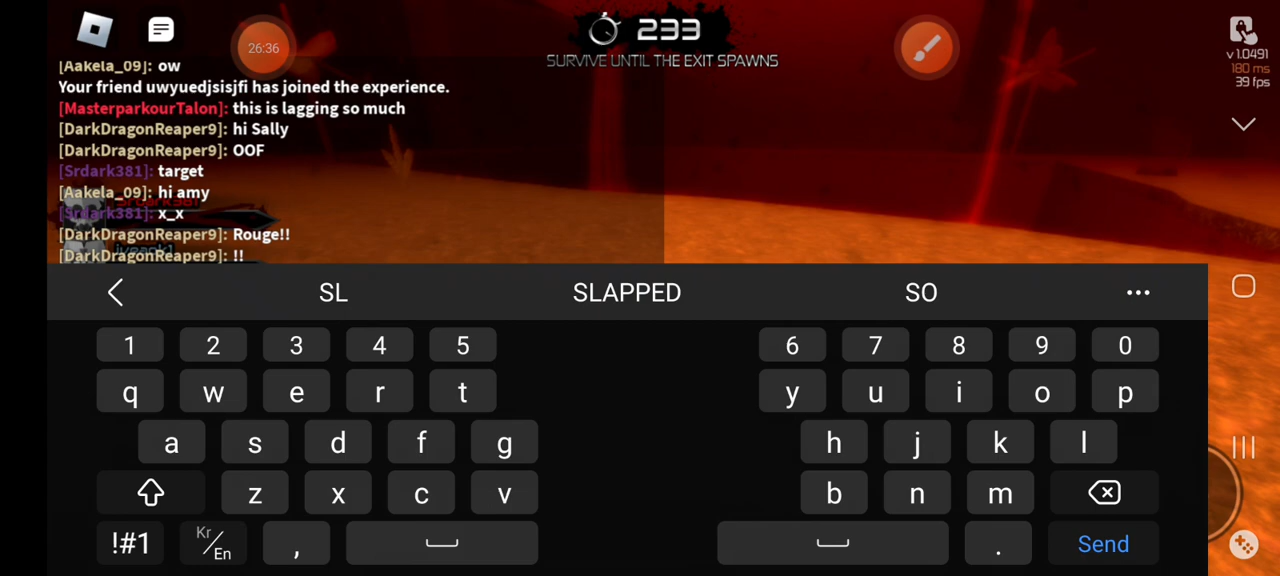 26:36
233
SURVIVE UNTIL THE EXIT SPAWNS
v 1.0491
180 ms
39 fps
[Aakela_09]: ow
Your friend uwyuedjsisjfi has joined the experience.
[MasterparkourTalon]: this is lagging so much
[DarkDragonReaper9]: hi Sally
[DarkDragonReaper9]: OOF
[Srdark381]: target
[Aakela_09]: hi amy
Srdark381
[Srdark381]: x_x
[DarkDragonReaper9]: Rouge!!
[DarkDragonReaper9]: !!
SL SLAPPED SO ...
1 2 3 4 5 6 7 8 9 0
q w e r t y u i o p
a s d f g h j k l
z x c v b n m
!#1 Kr/En , . Send